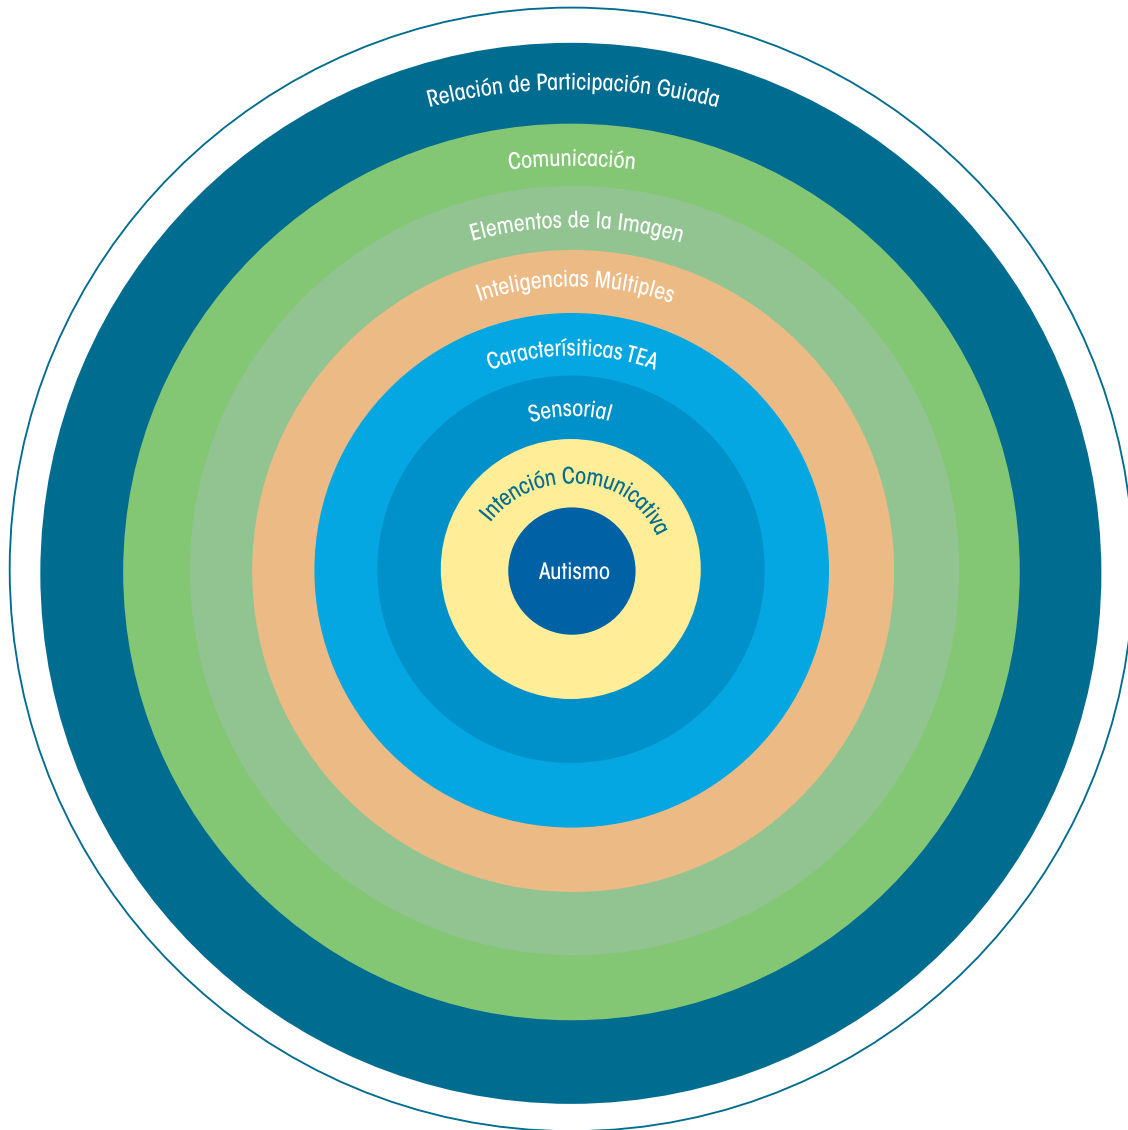 Relación de Participación Guiada
Comunicación
Elementos de la Imagen
Inteligencias Múltiples
Caracterísiticas TEA
Sensorial
Intención Comunicativa
Autismo